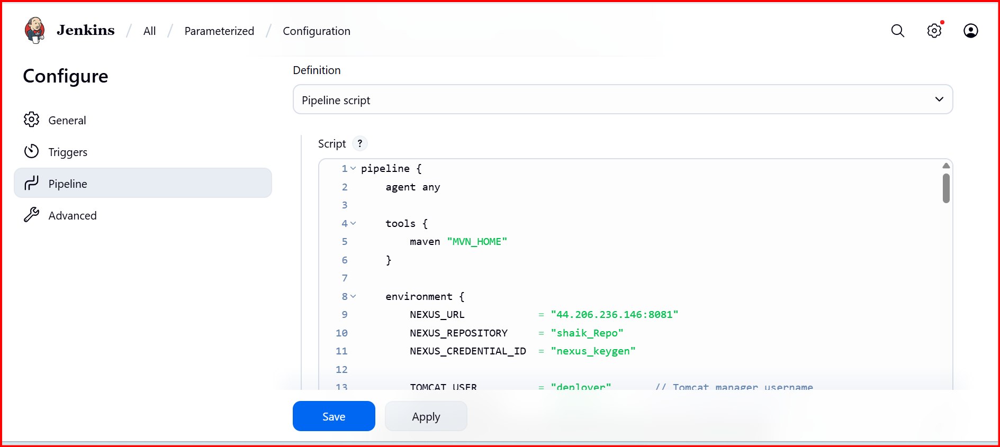 Jenkins / All / Parameterized / Configuration
Configure
General
Triggers
Pipeline
Advanced
Definition
Pipeline script
Script ?
1 pipeline {
2     agent any
3
4     tools {
5         maven "MVN_HOME"
6     }
7
8     environment {
9         NEXUS_URL            = "44.206.236.146:8081"
10         NEXUS_REPOSITORY     = "shaik_Repo"
11         NEXUS_CREDENTIAL_ID  = "nexus_keygen"
12
13         TOMCAT_USER          = "deployer"       // Tomcat manager username
Save
Apply